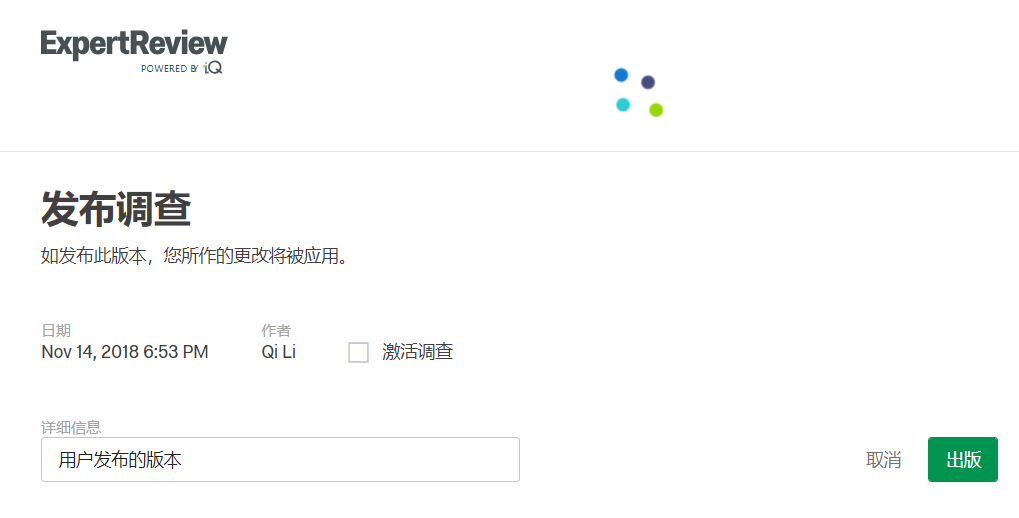 ExpertReview
POWERED BY iQ
发布调查
如发布此版本，您所作的更改将被应用。
日期
作者
Nov 14, 2018 6:53 PM
Qi Li
激活调查
详细信息
用户发布的版本
取消
出版